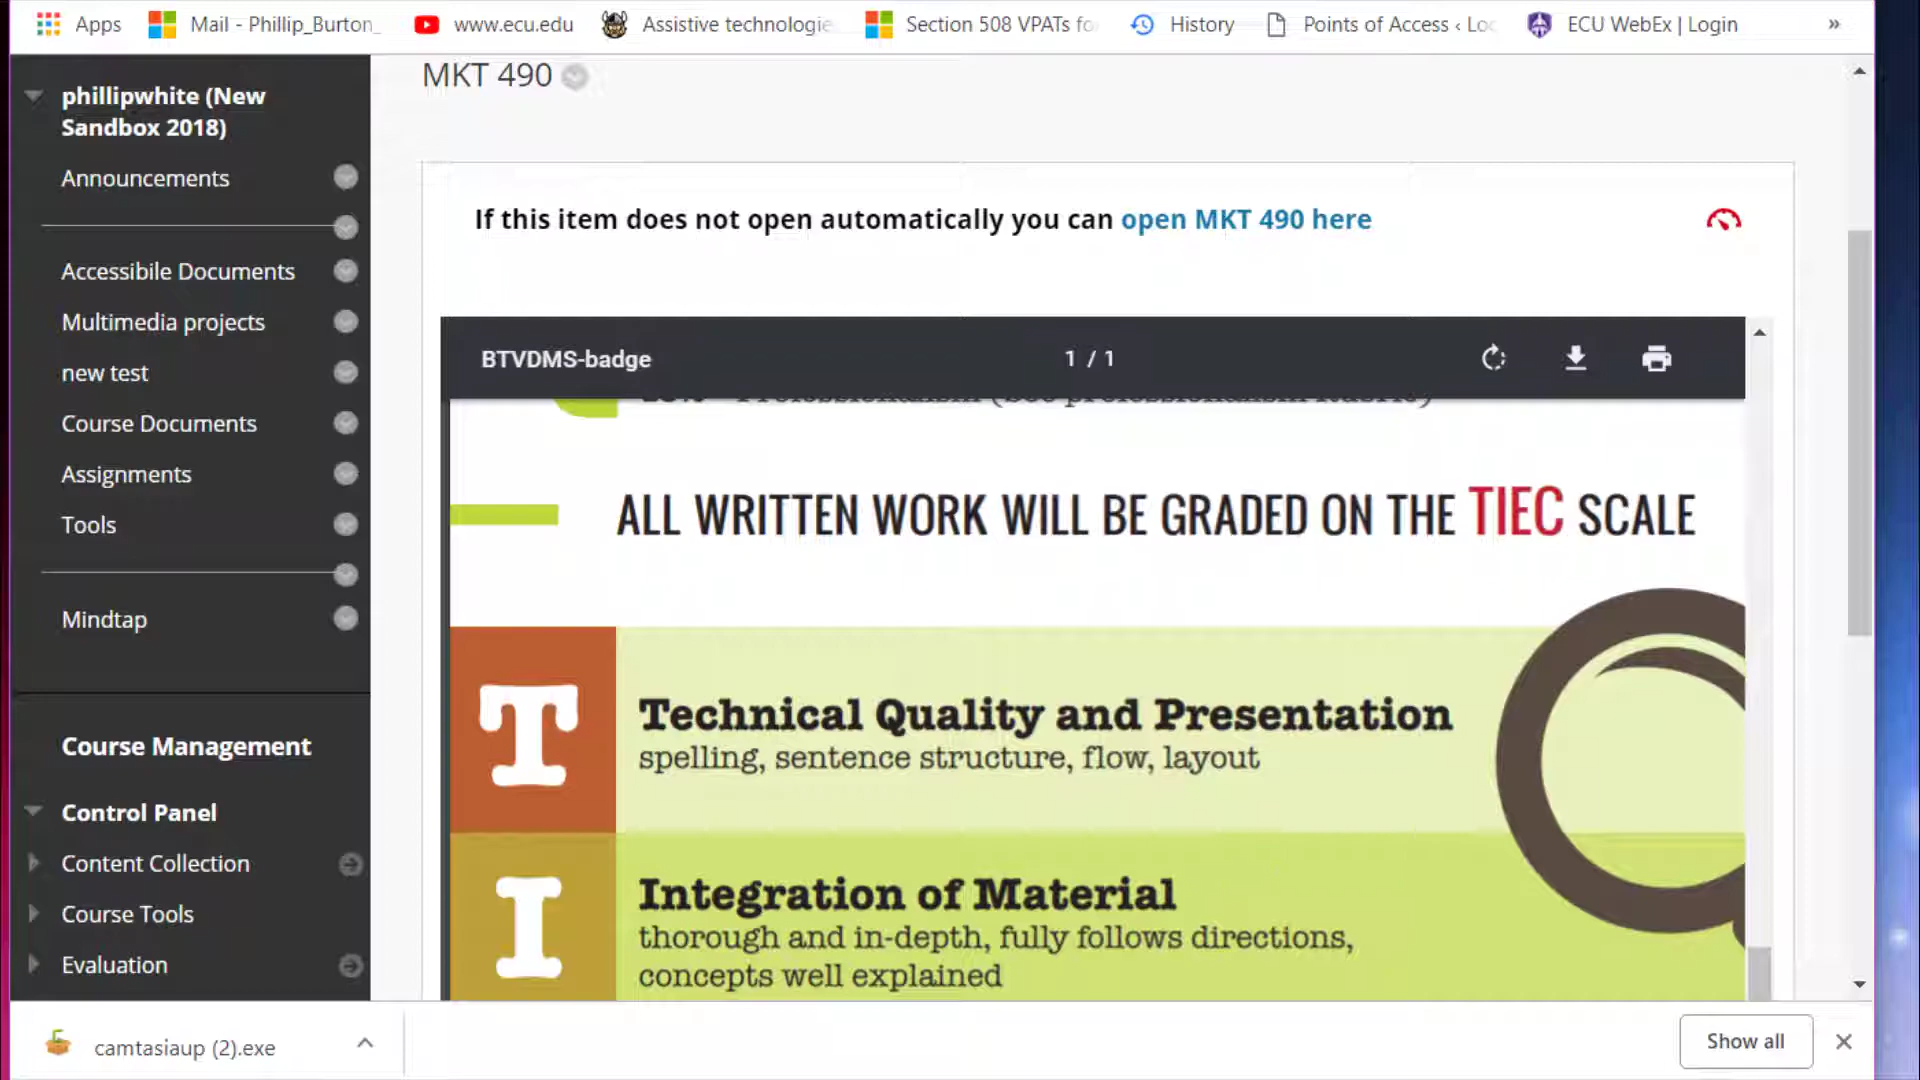 Apps
Mail - Phillip_Burton_
www.ecu.edu
Assistive technologie
Section 508 VPATs fo
History
Points of Access ‹ Lo
ECU WebEx | Login
»
phillipwhite (New
Sandbox 2018)
Announcements
Accessibile Documents
Multimedia projects
new test
Course Documents
Assignments
Tools
Mindtap
Course Management
Control Panel
Content Collection
Course Tools
Evaluation
MKT 490
If this item does not open automatically you can open MKT 490 here
BTVDMS-badge
1 / 1
Professionalism (see professionalism Rubric)
ALL WRITTEN WORK WILL BE GRADED ON THE TIEC SCALE
T
Technical Quality and Presentation
spelling, sentence structure, flow, layout
I
Integration of Material
thorough and in-depth, fully follows directions,
concepts well explained
camtasiaup (2).exe
Show all